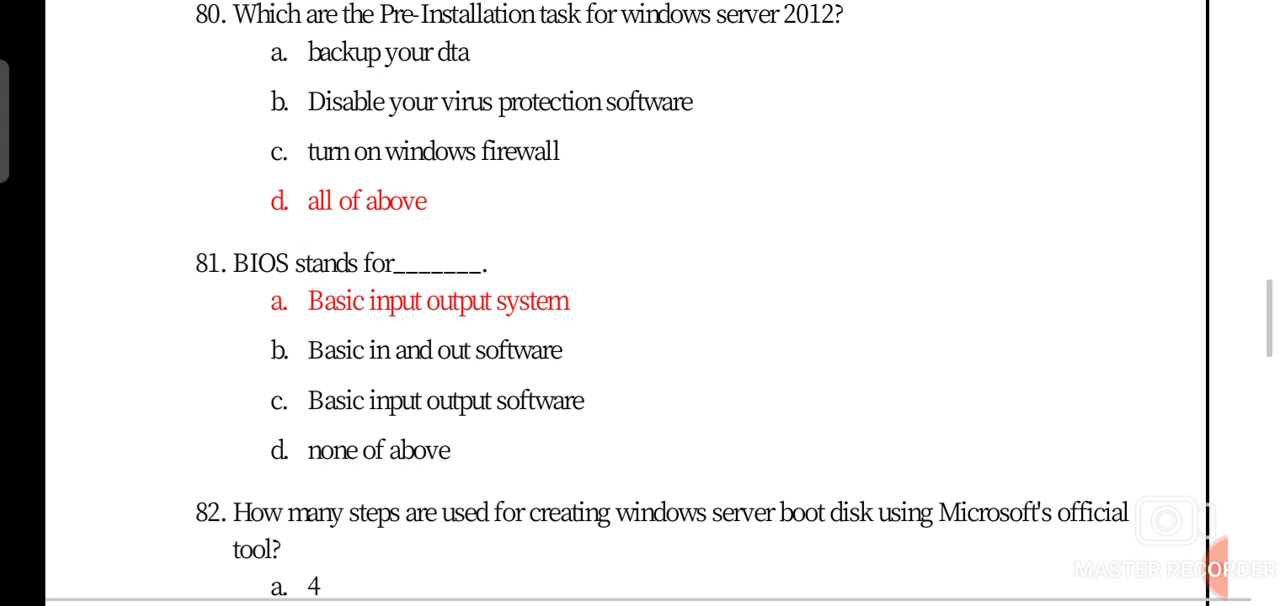 80. Which are the Pre-Installation task for windows server 2012?
a. backup your dta
b. Disable your virus protection software
c. turn on windows firewall
d. all of above
81. BIOS stands for_______.
a. Basic input output system
b. Basic in and out software
c. Basic input output software
d. none of above
82. How many steps are used for creating windows server boot disk using Microsoft's official
tool?
MASTER RECORDER
a. 4